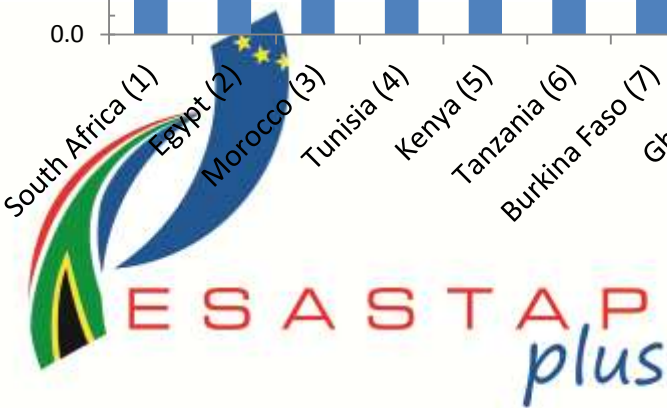 0.0
South Africa (1)
Egypt (2)
Morocco (3)
Tunisia (4)
Kenya (5)
Tanzania (6)
Burkina Faso (7)
ESASTAP
plus